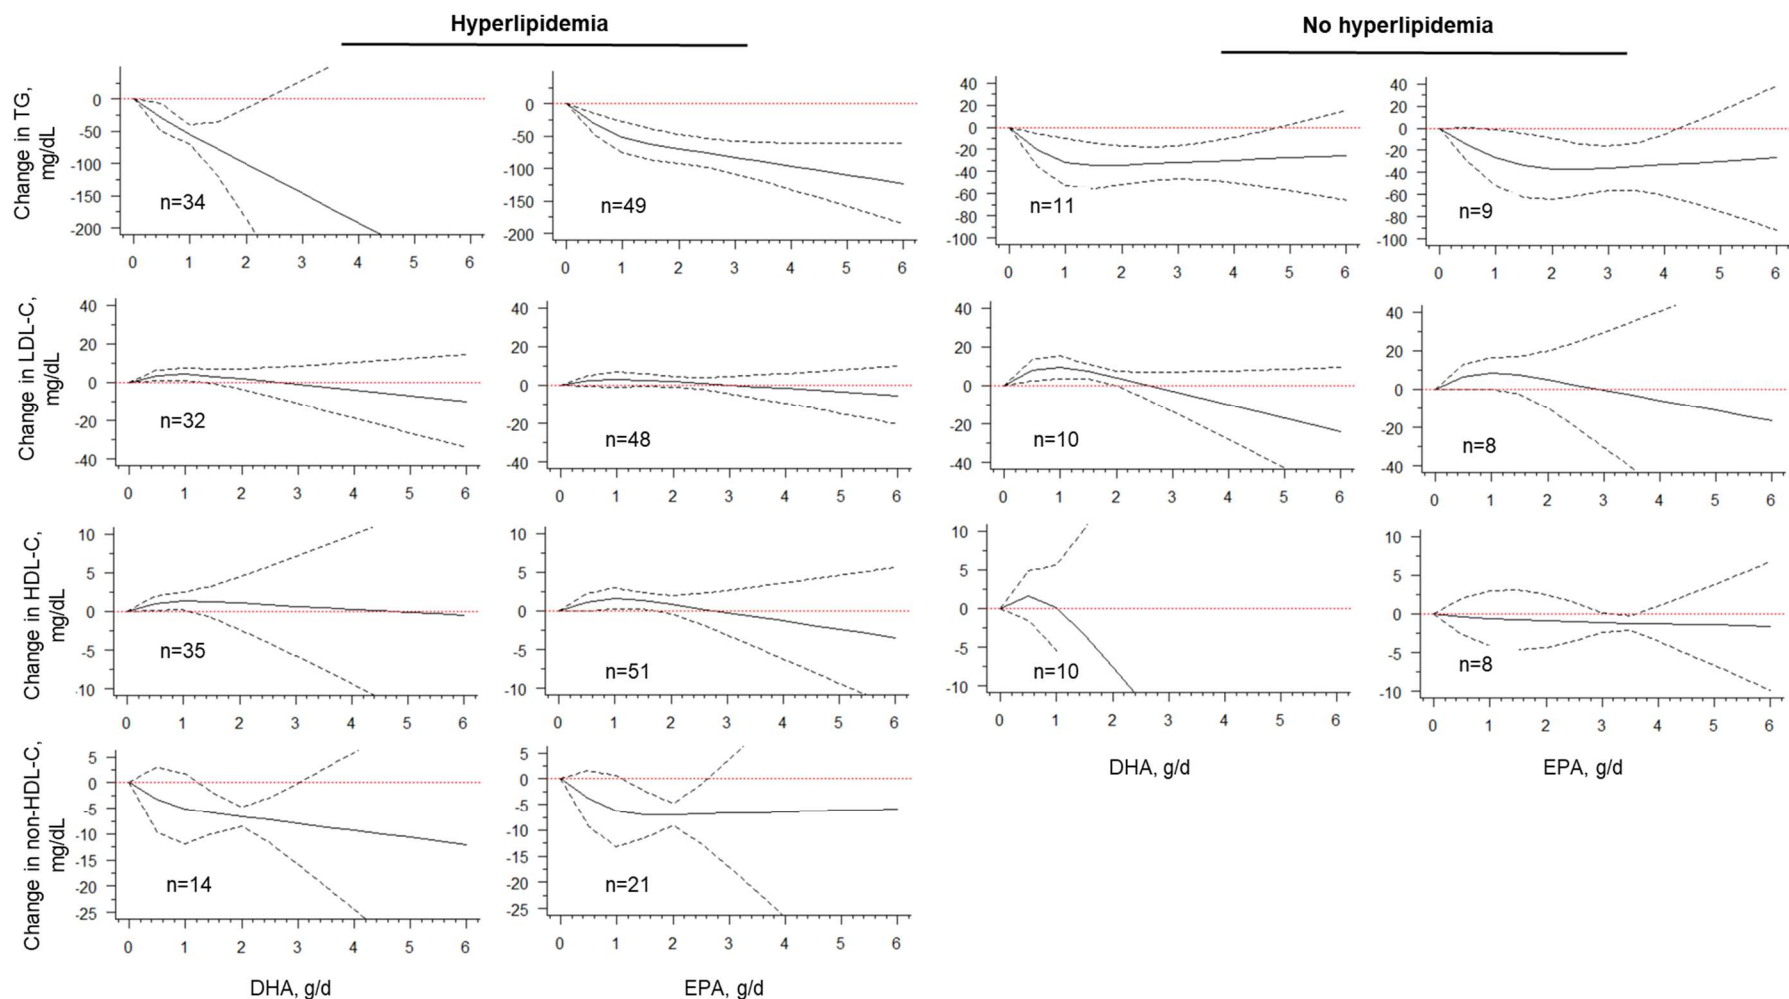 Hyperlipidemia
No hyperlipidemia
Change in TG,
mg/dL
0
-50
-100
-150
-200
n=34
0 1 2 3 4 5 6
0
-50
-100
-150
-200
n=49
0 1 2 3 4 5 6
40
20
0
-20
-40
-60
-80
-100
n=11
0 1 2 3 4 5 6
40
20
0
-20
-40
-60
-80
-100
n=9
0 1 2 3 4 5 6
Change in LDL-C,
mg/dL
40
20
0
-20
-40
n=32
0 1 2 3 4 5 6
40
20
0
-20
-40
n=48
0 1 2 3 4 5 6
40
20
0
-20
-40
n=10
0 1 2 3 4 5 6
40
20
0
-20
-40
n=8
0 1 2 3 4 5 6
Change in HDL-C,
mg/dL
10
5
0
-5
-10
n=35
0 1 2 3 4 5 6
10
5
0
-5
-10
n=51
0 1 2 3 4 5 6
10
5
0
-5
-10
n=10
0 1 2 3 4 5 6
10
5
0
-5
-10
n=8
0 1 2 3 4 5 6
DHA, g/d
EPA, g/d
Change in non-HDL-C,
mg/dL
5
0
-5
-10
-15
-20
-25
n=14
0 1 2 3 4 5 6
5
0
-5
-10
-15
-20
-25
n=21
0 1 2 3 4 5 6
DHA, g/d
EPA, g/d